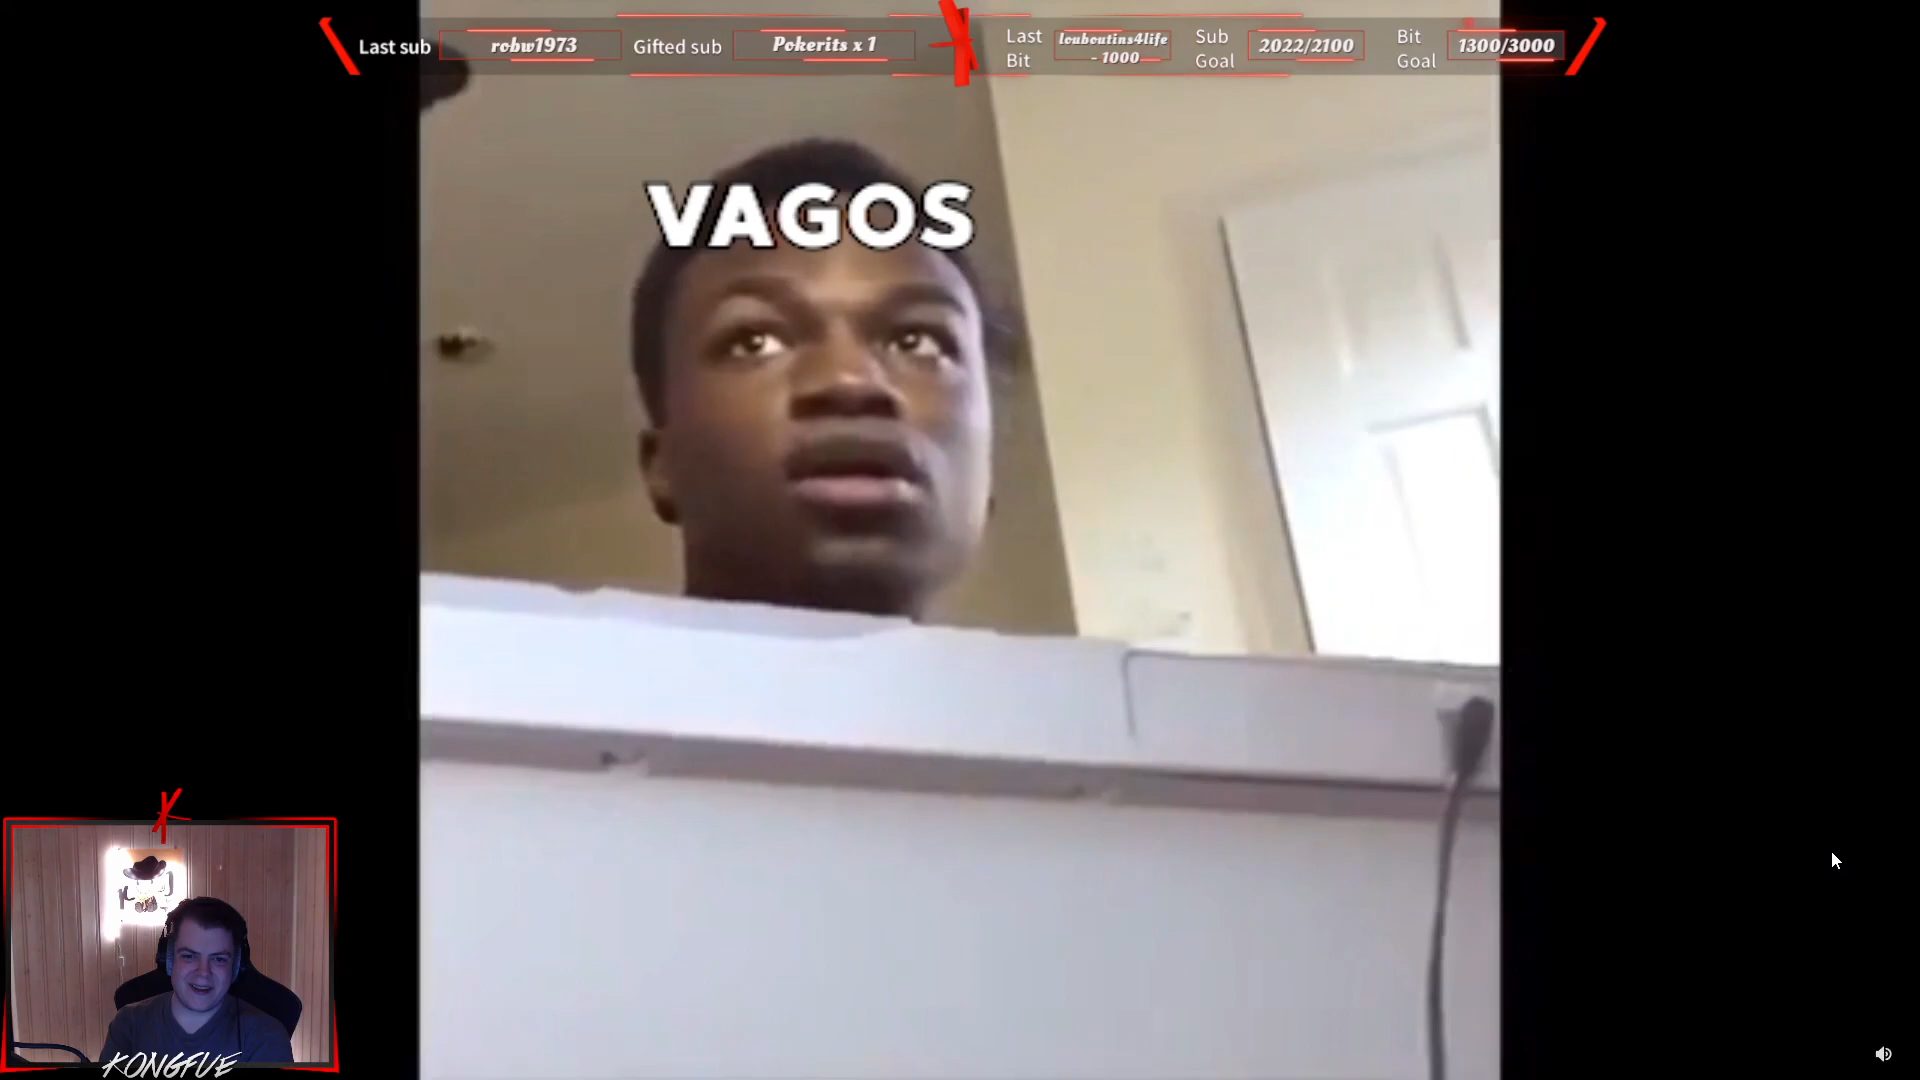 Last sub
robw1973
Gifted sub
Pokerits x 1
Last
Bit
louboutins4life
- 1000
Sub
Goal
2022/2100
Bit
Goal
1300/3000
VAGOS
KONGFUE